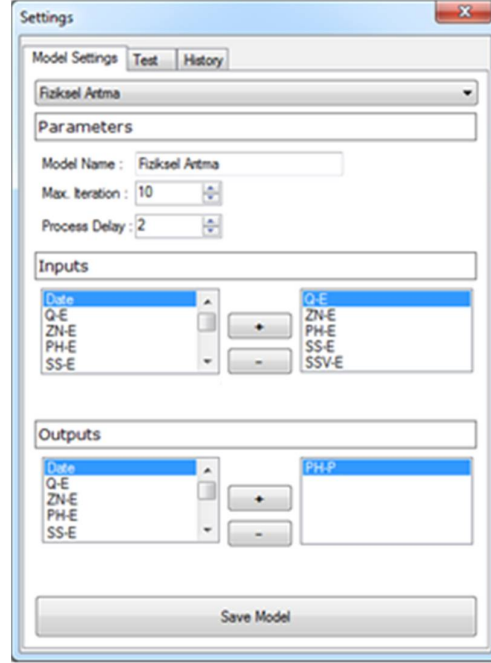 Settings
Model Settings Test History
Fiziksel Arıtma
Parameters
Model Name : Fiziksel Arıtma
Max. Iteration : 10
Process Delay : 2
Inputs
Date
Q-E
ZN-E
PH-E
SS-E
+
-
Q-E
ZN-E
PH-E
SS-E
SSV-E
Outputs
Date
Q-E
ZN-E
PH-E
SS-E
+
-
PH-P
Save Model